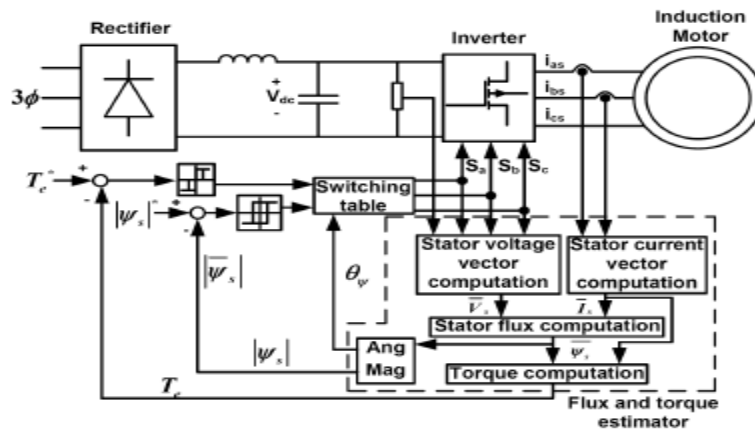 Rectifier
Inverter
Induction
Motor
3ϕ
+
V_dc
-
i_as
i_bs
i_cs
S_a S_b S_c
T_e^*
+
-
|ψ_s|^*
+
-
Switching
table
|ψ̄_s|
θ_ψ
Stator voltage
vector
computation
Stator current
vector
computation
V̄_s
Ī_s
Stator flux computation
ψ̄_s
Ang
Mag
|ψ_s|
Torque computation
T_e
Flux and torque
estimator